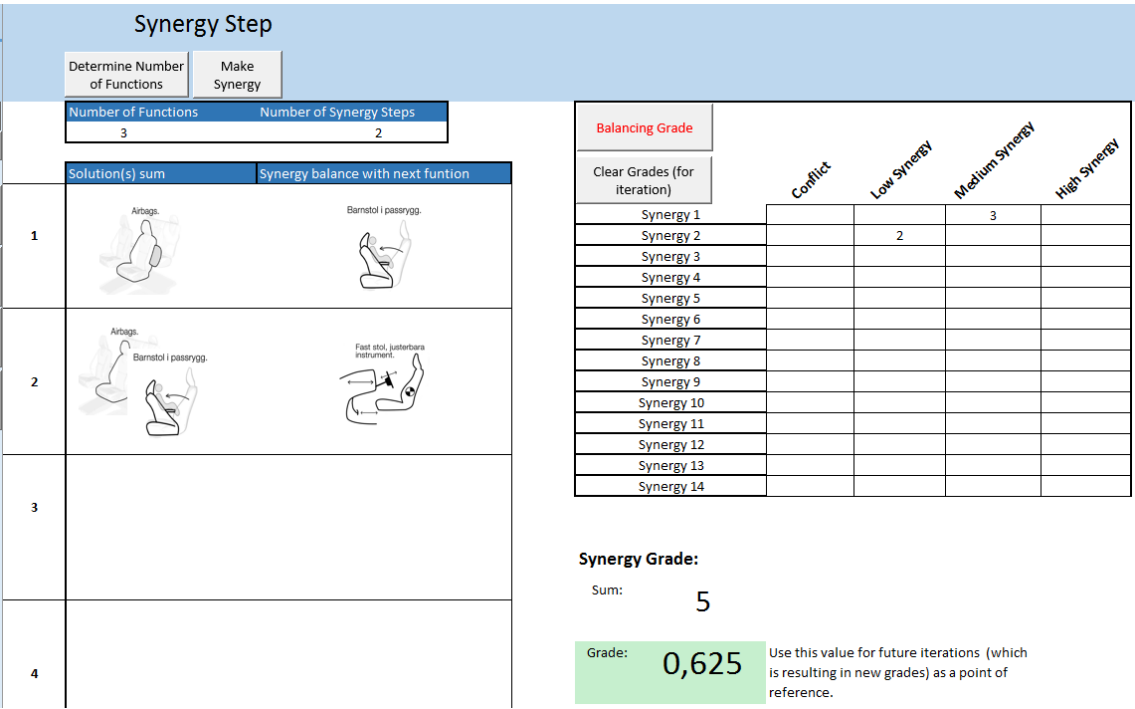 Synergy Step
Determine Number
of Functions
Make
Synergy
Number of Functions Number of Synergy Steps
3 2
Solution(s) sum Synergy balance with next funtion
1
Airbags.
Barnstol i passrygg.
2
Airbags.
Barnstol i passrygg.
Fast stol, justerbara
instrument.
3
4
Balancing Grade
Clear Grades (for
iteration)
Conflict
Low Synergy
Medium Synergy
High Synergy
Synergy 1 3
Synergy 2 2
Synergy 3
Synergy 4
Synergy 5
Synergy 6
Synergy 7
Synergy 8
Synergy 9
Synergy 10
Synergy 11
Synergy 12
Synergy 13
Synergy 14
Synergy Grade:
Sum:
5
Grade:
0,625
Use this value for future iterations (which
is resulting in new grades) as a point of
reference.